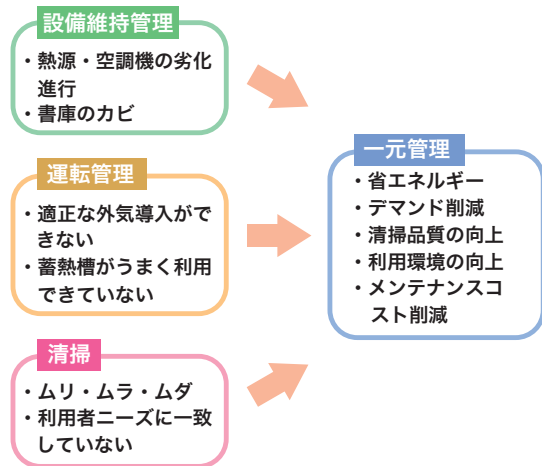 設備維持管理
・熱源・空調機の劣化
進行
・書庫のカビ
運転管理
・適正な外気導入がで
きない
・蓄熱槽がうまく利用
できていない
清掃
・ムリ・ムラ・ムダ
・利用者ニーズに一致
していない
一元管理
・省エネルギー
・デマンド削減
・清掃品質の向上
・利用環境の向上
・メンテナンスコ
スト削減